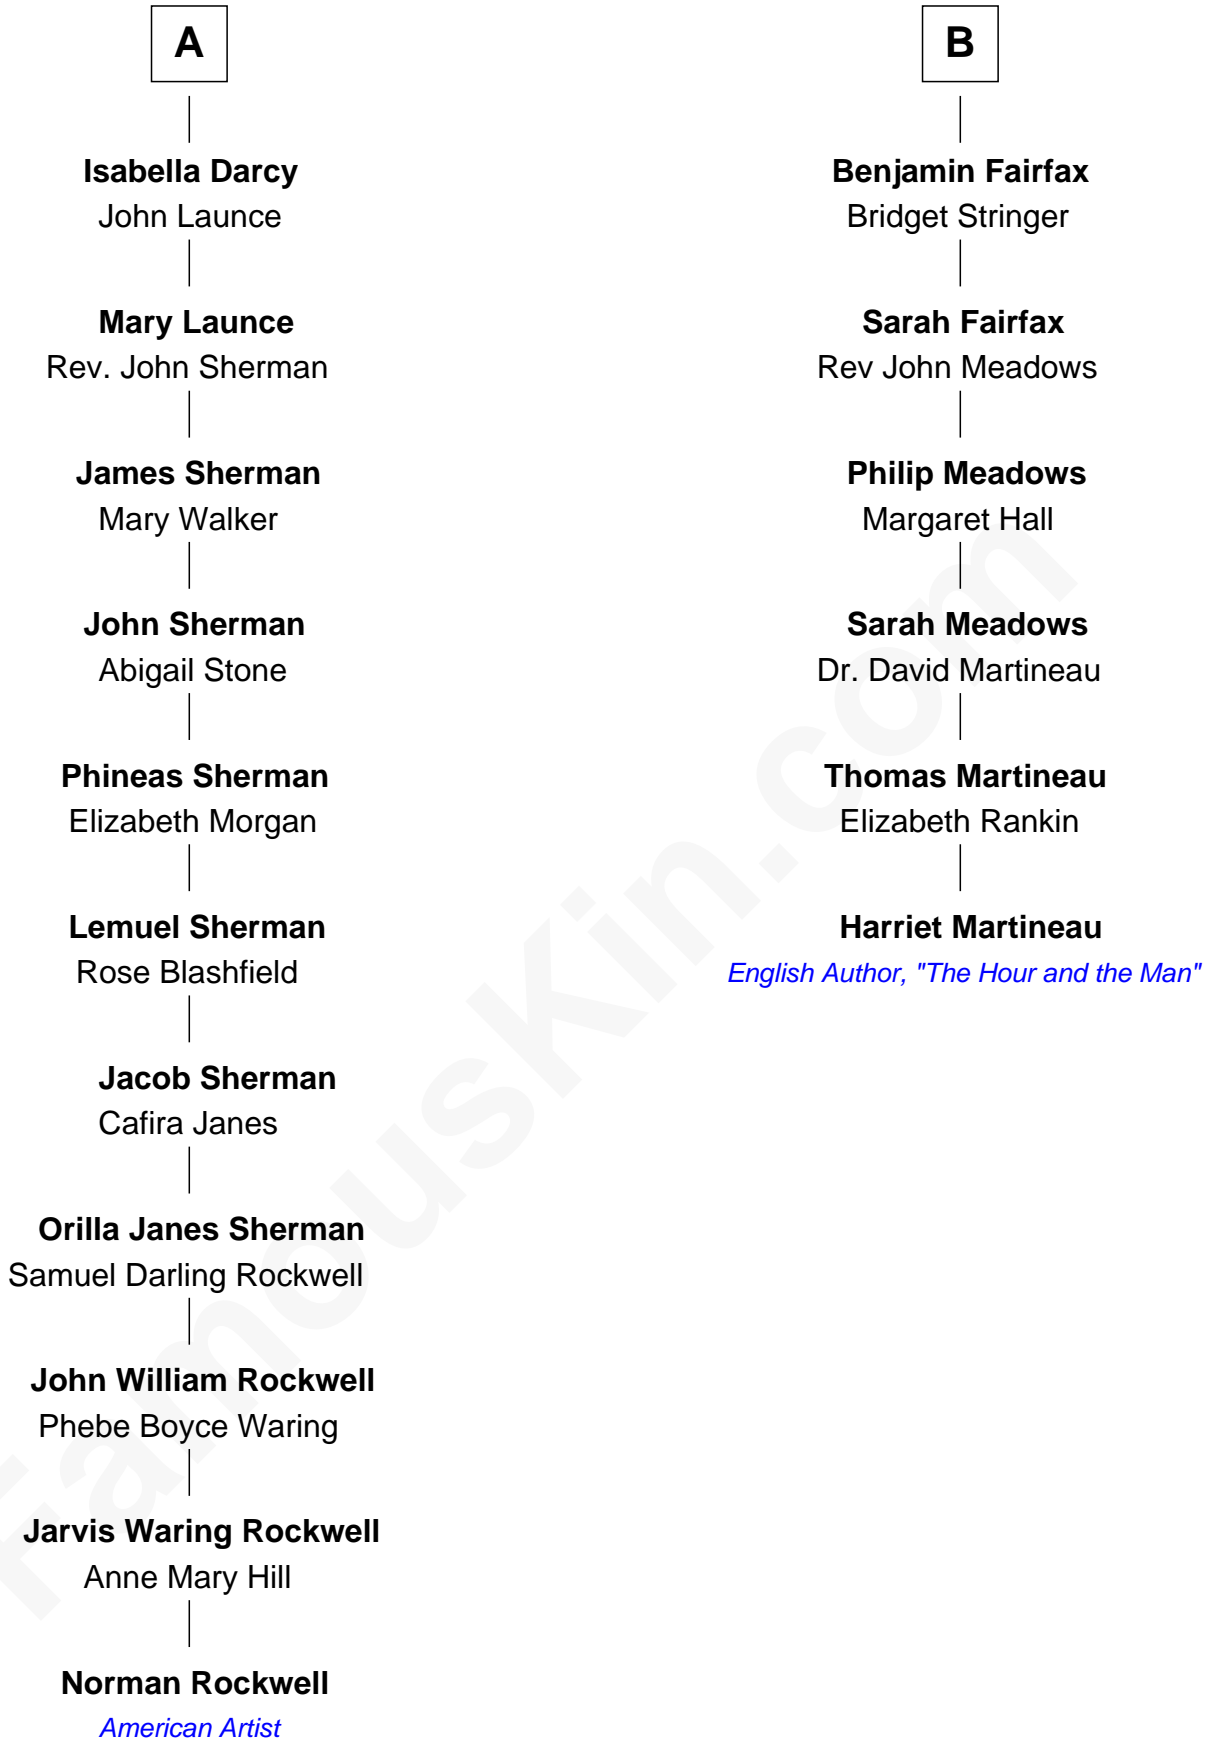 A
Isabella Darcy
John Launce
Mary Launce
Rev. John Sherman
James Sherman
Mary Walker
John Sherman
Abigail Stone
Phineas Sherman
Elizabeth Morgan
Lemuel Sherman
Rose Blashfield
Jacob Sherman
Cafira Janes
Orilla Janes Sherman
Samuel Darling Rockwell
John William Rockwell
Phebe Boyce Waring
Jarvis Waring Rockwell
Anne Mary Hill
Norman Rockwell
American Artist
B
Benjamin Fairfax
Bridget Stringer
Sarah Fairfax
Rev John Meadows
Philip Meadows
Margaret Hall
Sarah Meadows
Dr. David Martineau
Thomas Martineau
Elizabeth Rankin
Harriet Martineau
English Author, "The Hour and the Man"
FamousKin.com